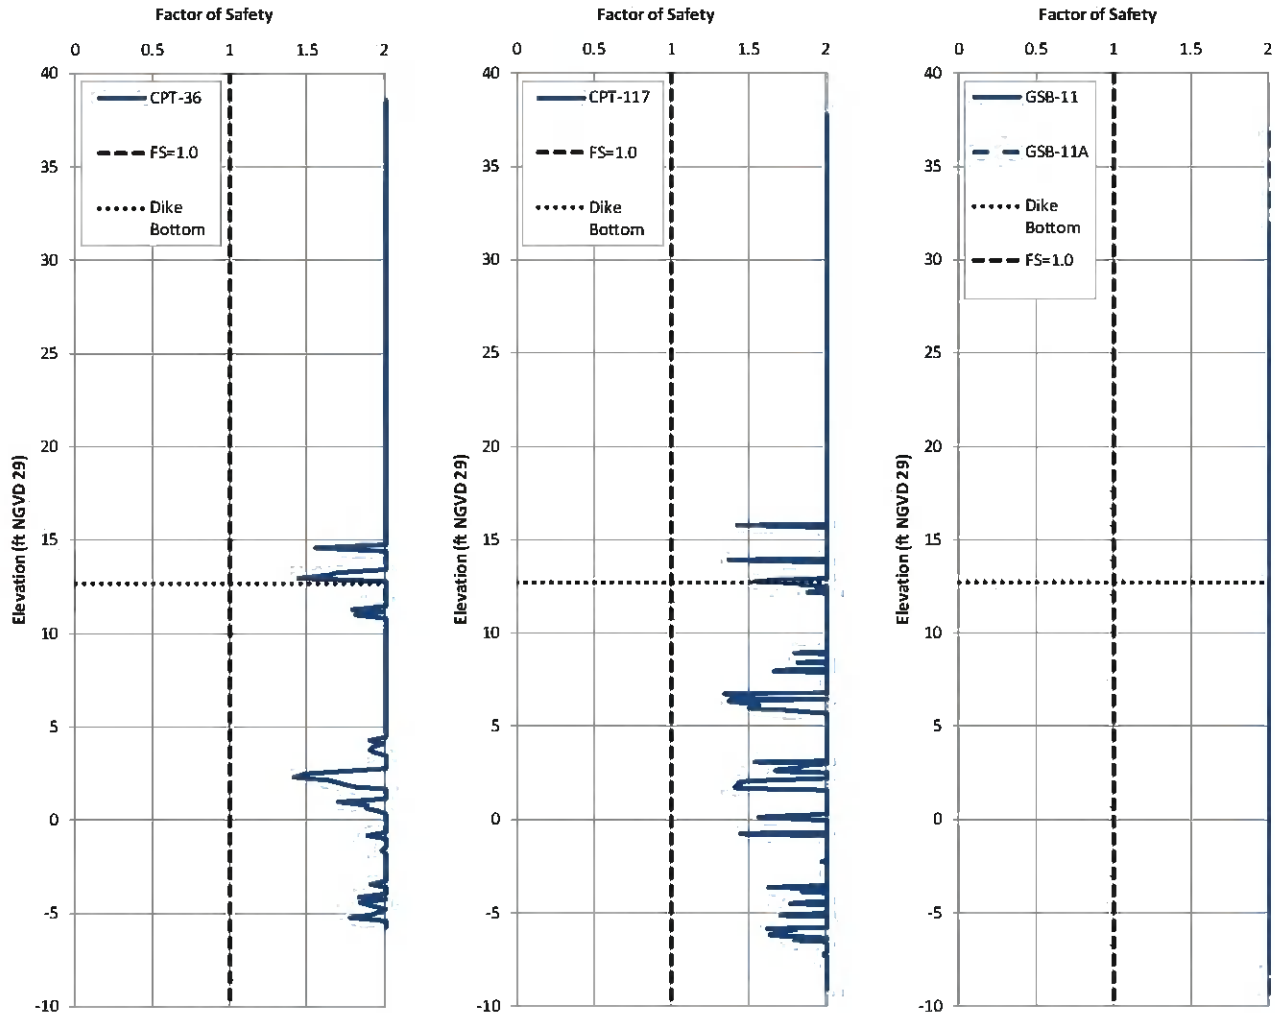 Factor of Safety
0 0.5 1 1.5 2
40
35
30
25
20
15
10
5
0
-5
-10
Elevation (ft NGVD 29)
CPT-36
FS=1.0
Dike
Bottom
Factor of Safety
0 0.5 1 1.5 2
40
35
30
25
20
15
10
5
0
-5
-10
Elevation (ft NGVD 29)
CPT-117
FS=1.0
Dike
Bottom
Factor of Safety
0 0.5 1 1.5 2
40
35
30
25
20
15
10
5
0
-5
-10
Elevation (ft NGVD 29)
GSB-11
GSB-11A
Dike
Bottom
FS=1.0